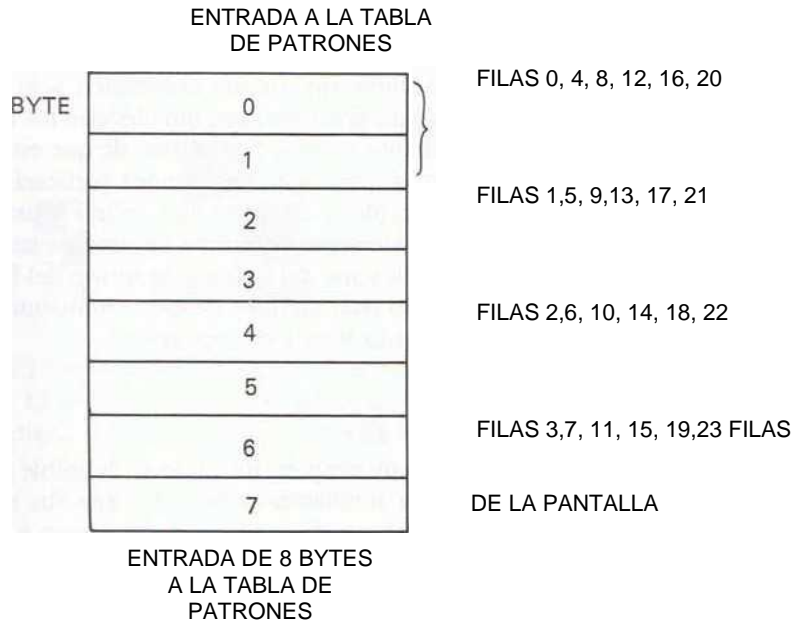 ENTRADA A LA TABLA
DE PATRONES
FILAS 0, 4, 8, 12, 16, 20
BYTE
0
1
FILAS 1,5, 9,13, 17, 21
2
3
FILAS 2,6, 10, 14, 18, 22
4
5
FILAS 3,7, 11, 15, 19,23 FILAS
6
7
DE LA PANTALLA
ENTRADA DE 8 BYTES
A LA TABLA DE
PATRONES